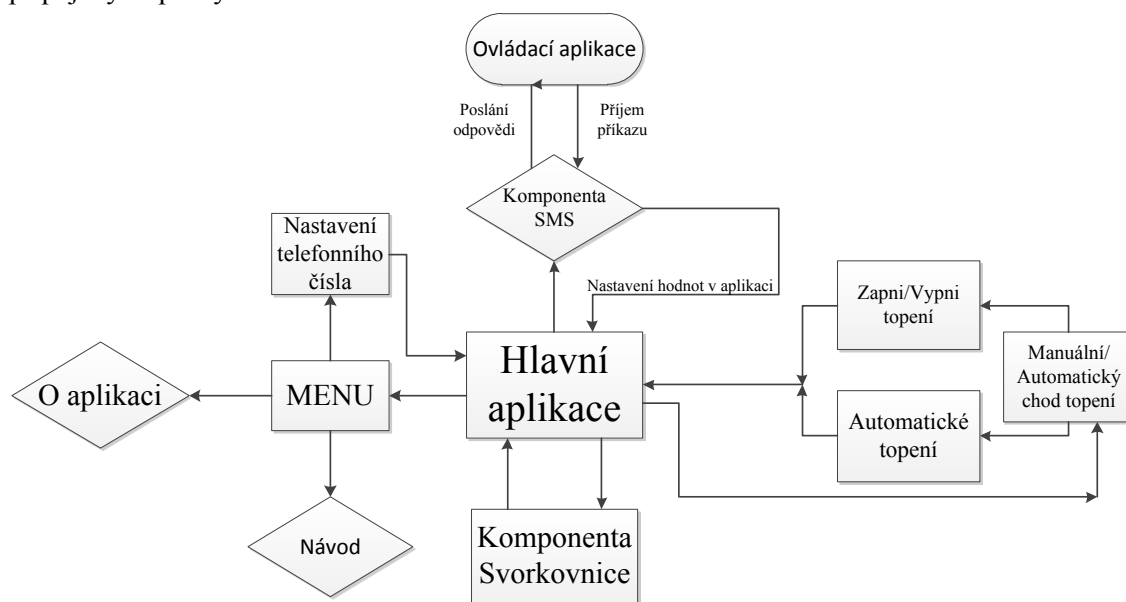 Ovládací aplikace
Poslání
odpovědi
Příjem
příkazu
Komponenta
SMS
Nastavení
telefonního
čísla
Nastavení hodnot v aplikaci
Zapni/Vypni
topení
Manuální/
Automatický
chod topení
Hlavní
aplikace
O aplikaci
MENU
Automatické
topení
Návod
Komponenta
Svorkovnice